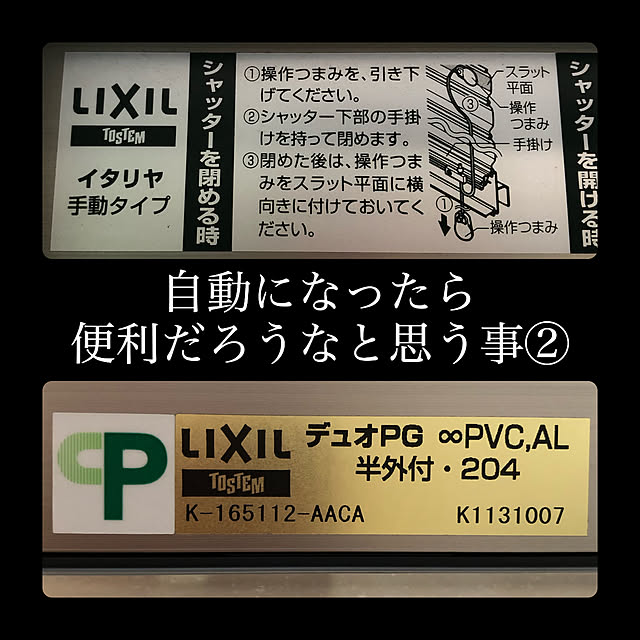 LIXIL
TOSTEM
イタリヤ
手動タイプ
シャッターを閉める時
①操作つまみを、引き下
げてください。
②シャッター下部の手掛
けを持って閉めます。
③閉めた後は、操作つま
みをスラット平面に横
向きに付けておいてく
ださい。
スラット
平面
③
操作
つまみ
手掛け
①
操作つまみ
シャッターを開ける時
自動になったら
便利だろうなと思う事②
CP
LIXIL
TOSTEM
デュオPG ∞PVC,AL
半外付・204
K-165112-AACA K1131007